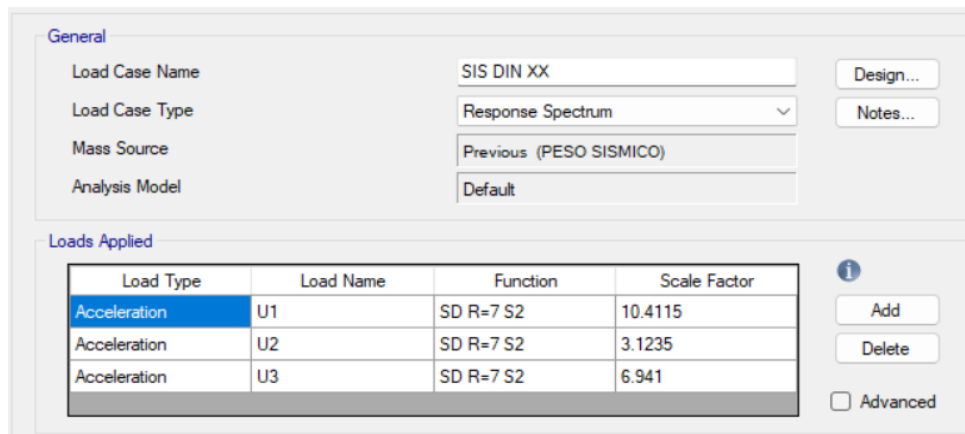 General
Load Case Name SIS DIN XX Design...
Load Case Type Response Spectrum Notes...
Mass Source Previous (PESO SISMICO)
Analysis Model Default
Loads Applied
Load Type Load Name Function Scale Factor
Acceleration U1 SD R=7 S2 10.4115 Add
Acceleration U2 SD R=7 S2 3.1235 Delete
Acceleration U3 SD R=7 S2 6.941
Advanced